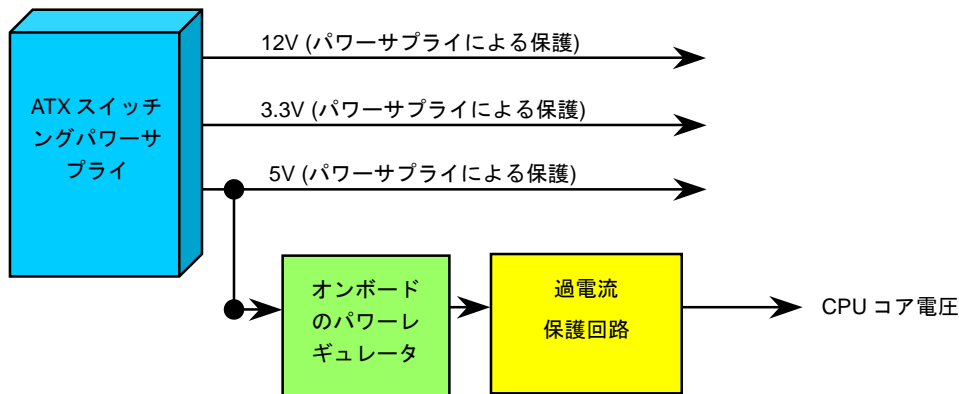 12V (パワーサプライによる保護)
ATX スイッチ
ングパワーサ
プライ
3.3V (パワーサプライによる保護)
5V (パワーサプライによる保護)
オンボード
のパワーレ
ギュレータ
過電流
保護回路
CPU コア電圧